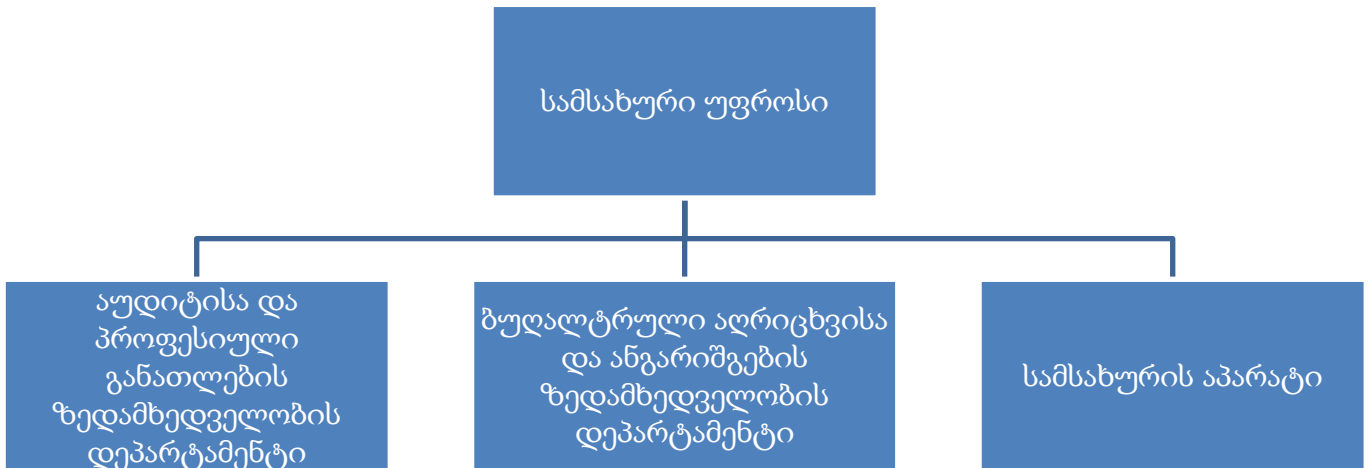 სამსახური უფროსი
აუდიტისა და
პროფესიული
განათლების
ზედამხედველობის
დეპარტამენტი
ბუღალტრული აღრიცხვისა
და ანგარიშგების
ზედამხედველობის
დეპარტამენტი
სამსახურის აპარატი